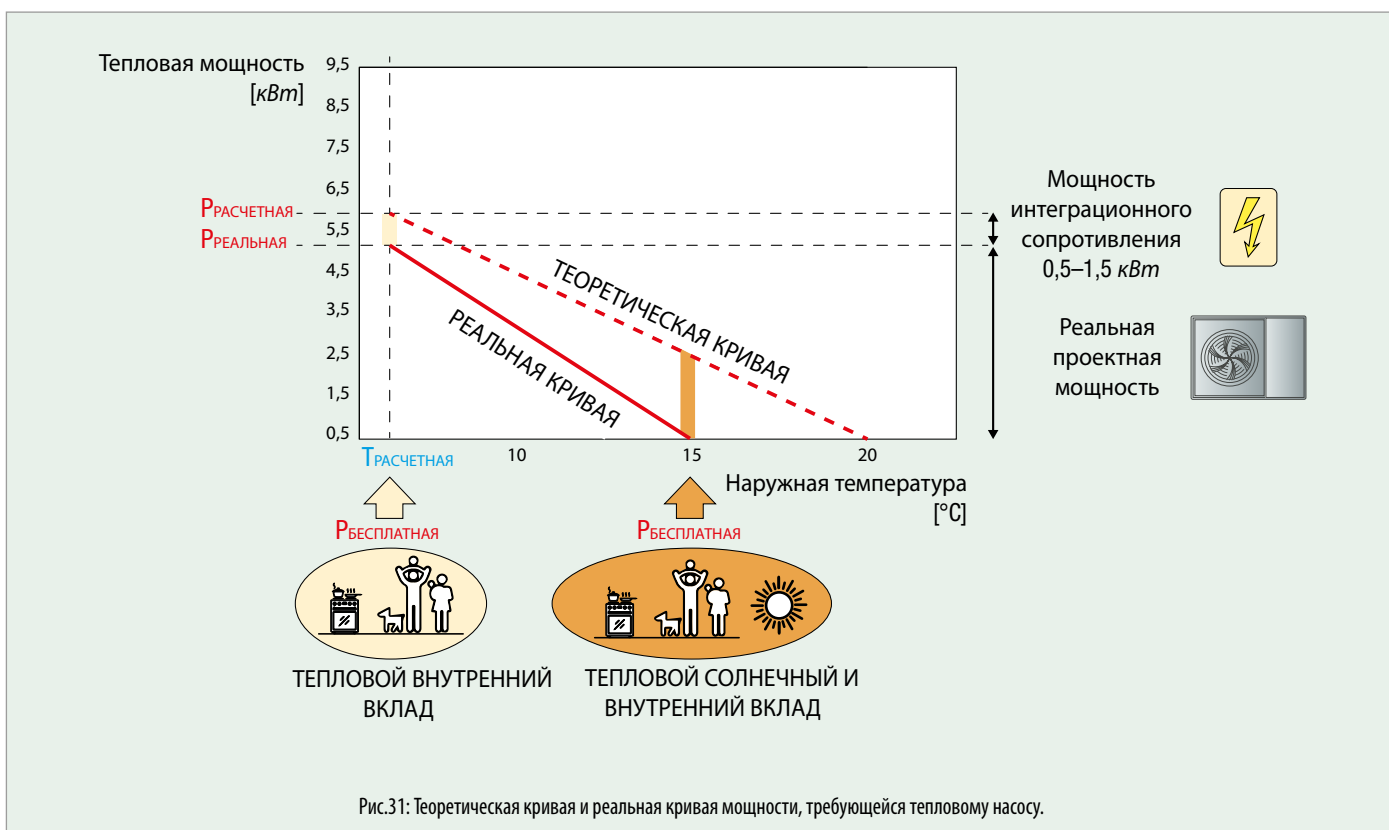 Тепловая мощность
[кВт]
9,5
8,5
7,5
6,5
5,5
4,5
3,5
2,5
1,5
0,5
PРАСЧЕТНАЯ
PРЕАЛЬНАЯ
ТЕОРЕТИЧЕСКАЯ КРИВАЯ
РЕАЛЬНАЯ КРИВАЯ
Мощность
интеграционного
сопротивления
0,5–1,5 кВт
Реальная
проектная
мощность
TРАСЧЕТНАЯ
10
15
20
Наружная температура
[°C]
PБЕСПЛАТНАЯ
PБЕСПЛАТНАЯ
ТЕПЛОВОЙ ВНУТРЕННИЙ
ВКЛАД
ТЕПЛОВОЙ СОЛНЕЧНЫЙ И
ВНУТРЕННИЙ ВКЛАД
Рис.31: Теоретическая кривая и реальная кривая мощности, требующейся тепловому насосу.